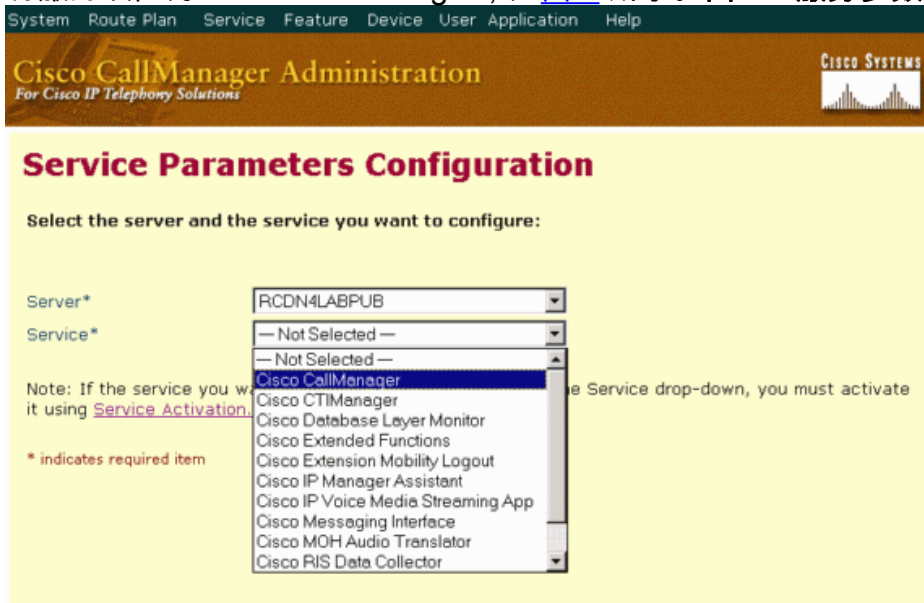 System Route Plan Service Feature Device User Application Help
Cisco CallManager Administration
For Cisco IP Telephony Solutions
CISCO SYSTEMS
Service Parameters Configuration
Select the server and the service you want to configure:
Server* RCDN4LABPUB
Service* — Not Selected —
— Not Selected —
Cisco CallManager
Cisco CTIManager
Cisco Database Layer Monitor
Cisco Extended Functions
Cisco Extension Mobility Logout
Cisco IP Manager Assistant
Cisco IP Voice Media Streaming App
Cisco Messaging Interface
Cisco MOH Audio Translator
Cisco RIS Data Collector
Note: If the service you w e Service drop-down, you must activate
it using Service Activation.
* indicates required item